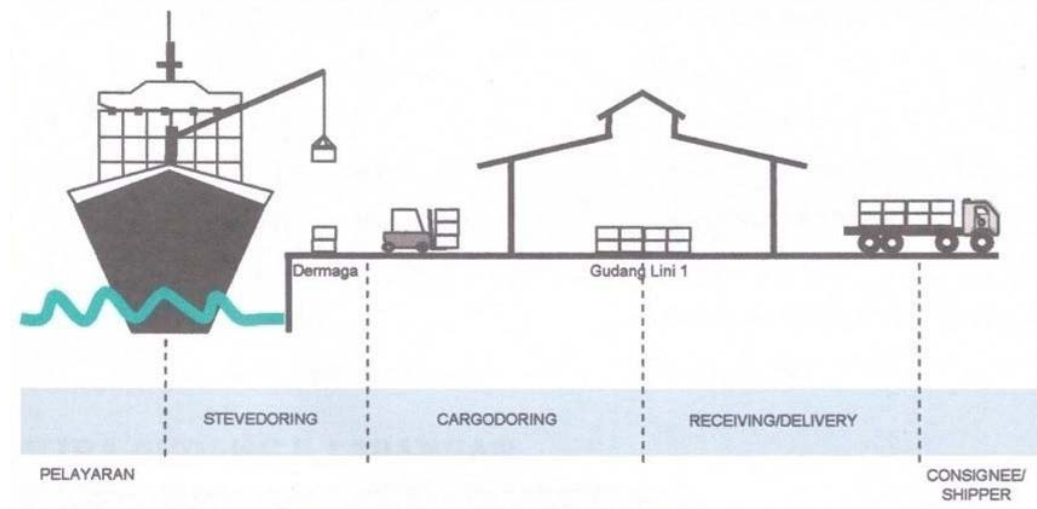 Dermaga
Gudang Lini 1
STEVEDORING
CARGODORING
RECEIVING/DELIVERY
PELAYARAN
CONSIGNEE/
SHIPPER